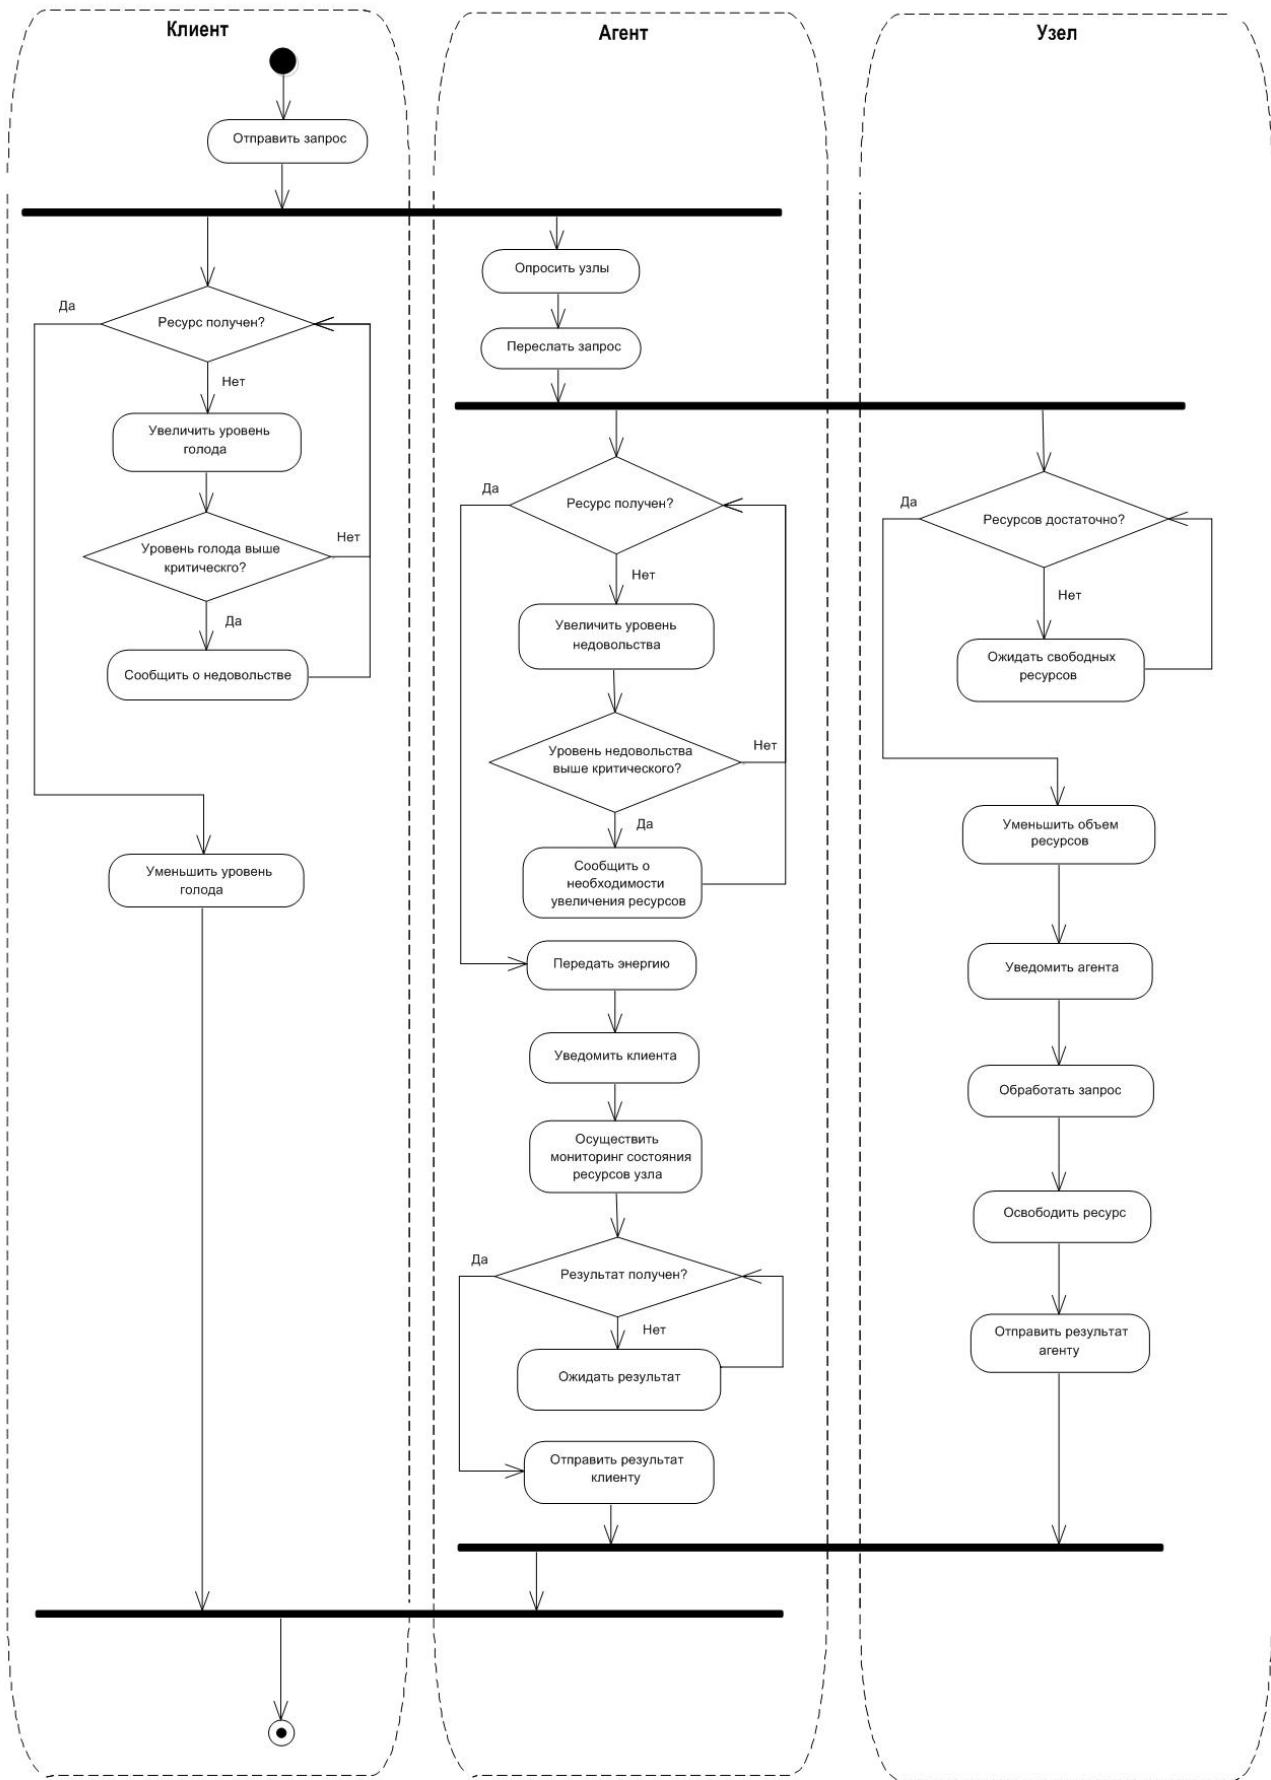 Клиент
Агент
Узел
Отправить запрос
Опросить узлы
Да
Ресурс получен?
Переслать запрос
Нет
Увеличить уровень
голода
Уровень голода выше
критическго?
Нет
Да
Сообщить о недовольстве
Уменьшить уровень
голода
Да
Ресурс получен?
Нет
Увеличить уровень
недовольства
Уровень недовольства
выше критического?
Нет
Да
Сообщить о
необходимости
увеличения ресурсов
Передать энергию
Уведомить клиента
Осуществить
мониторинг состояния
ресурсов узла
Да
Результат получен?
Нет
Ожидать результат
Отправить результат
клиенту
Да
Ресурсов достаточно?
Нет
Ожидать свободных
ресурсов
Уменьшить объем
ресурсов
Уведомить агента
Обработать запрос
Освободить ресурс
Отправить результат
агенту